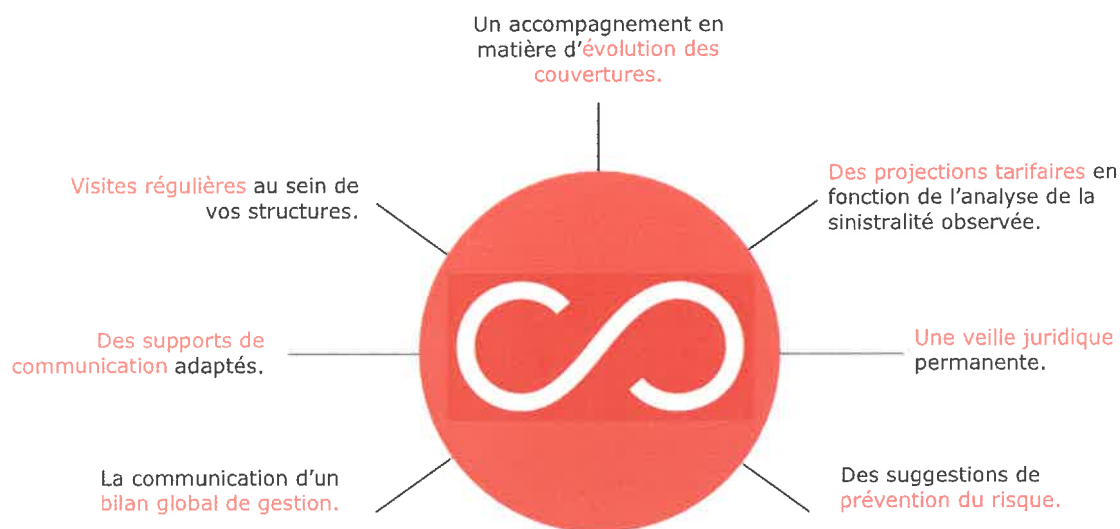 Un accompagnement en
matière d'évolution des
couvertures.
Visites régulières au sein de
vos structures.
Des projections tarifaires en
fonction de l'analyse de la
sinistralité observée.
Des supports de
communication adaptés.
Une veille juridique
permanente.
La communication d'un
bilan global de gestion.
Des suggestions de
prévention du risque.